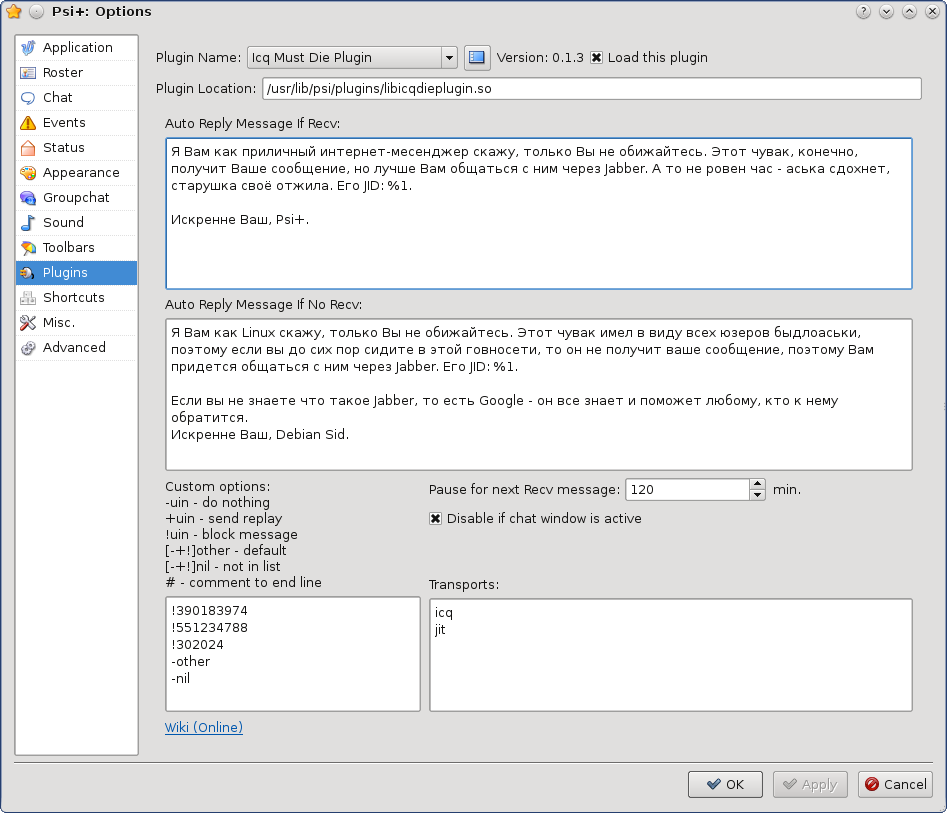 Psi+: Options
Application
Roster
Chat
Events
Status
Appearance
Groupchat
Sound
Toolbars
Plugins
Shortcuts
Misc.
Advanced
Plugin Name: Icq Must Die Plugin Version: 0.1.3 Load this plugin
Plugin Location: /usr/lib/psi/plugins/libicqdieplugin.so
Auto Reply Message If Recv:
Я Вам как приличный интернет-месенджер скажу, только Вы не обижайтесь. Этот чувак, конечно,
получит Ваше сообщение, но лучше Вам общаться с ним через Jabber. А то не ровен час - аська сдохнет,
старушка своё отжила. Его JID: %1.
Искренне Ваш, Psi+.
Auto Reply Message If No Recv:
Я Вам как Linux скажу, только Вы не обижайтесь. Этот чувак имел в виду всех юзеров быдлоаськи,
поэтому если вы до сих пор сидите в этой говносети, то он не получит ваше сообщение, поэтому Вам
придется общаться с ним через Jabber. Его JID: %1.
Если вы не знаете что такое Jabber, то есть Google - он все знает и поможет любому, кто к нему
обратится.
Искренне Ваш, Debian Sid.
Custom options:
-uin - do nothing
+uin - send replay
!uin - block message
[-+!]other - default
[-+!]nil - not in list
# - comment to end line
Pause for next Recv message: 120 min.
Disable if chat window is active
Transports:
!390183974
!551234788
!302024
-other
-nil
icq
jit
Wiki (Online)
OK
Apply
Cancel